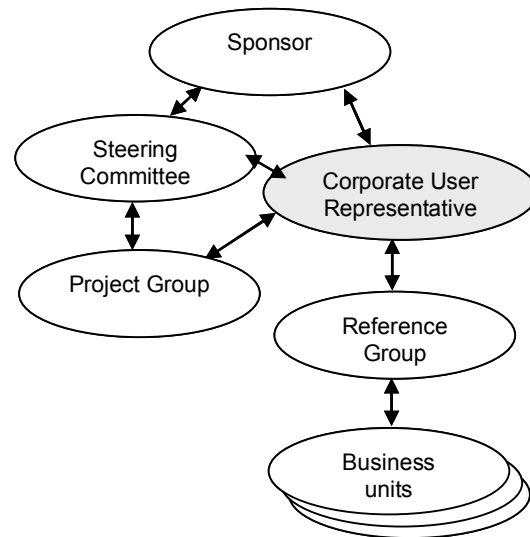 Sponsor
Steering
Committee
Corporate User
Representative
Project Group
Reference
Group
Business
units